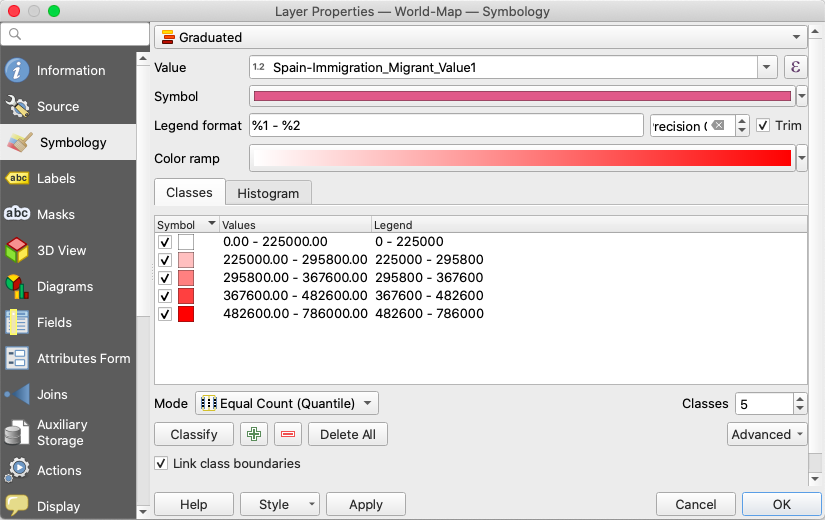 Layer Properties — World-Map — Symbology
Information
Source
Symbology
abc Labels
abc Masks
3D View
Diagrams
Fields
Attributes Form
Joins
Auxiliary
Storage
Actions
Display
Graduated
Value 1.2 Spain-Immigration_Migrant_Value1 ε
Symbol
Legend format %1 - %2 recision Trim
Color ramp
Classes Histogram
Symbol Values Legend
0.00 - 225000.00 0 - 225000
225000.00 - 295800.00 225000 - 295800
295800.00 - 367600.00 295800 - 367600
367600.00 - 482600.00 367600 - 482600
482600.00 - 786000.00 482600 - 786000
Mode Equal Count (Quantile) Classes 5
Classify Delete All Advanced
Link class boundaries
Help Style Apply Cancel OK